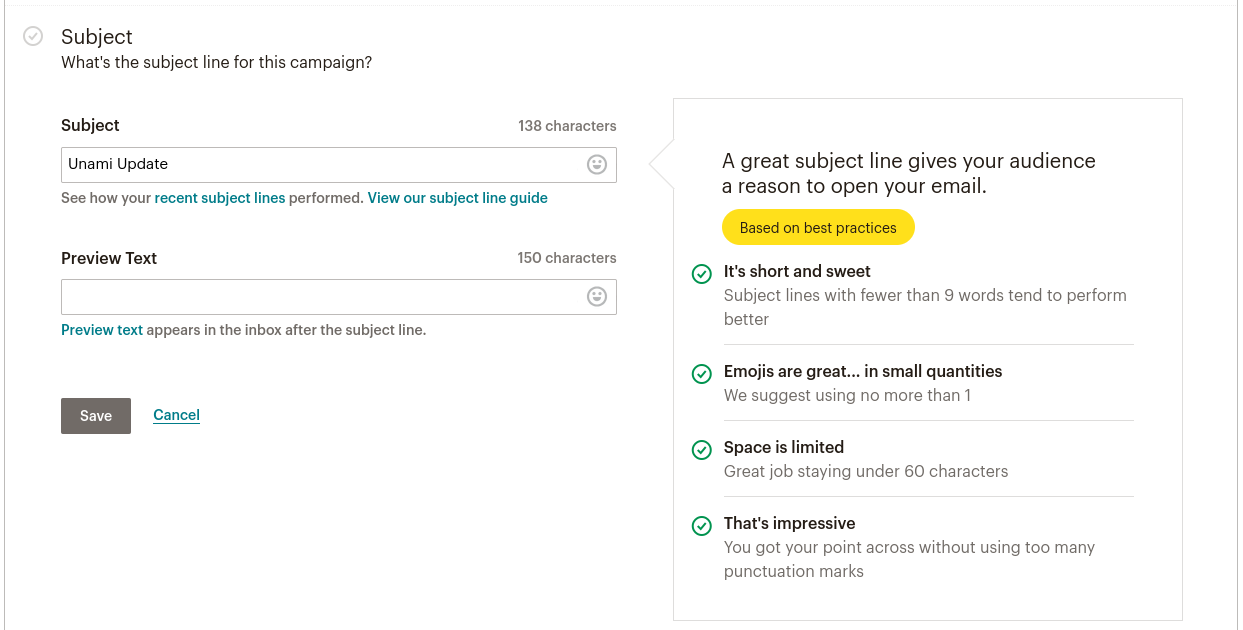 Subject
What's the subject line for this campaign?
Subject
138 characters
Unami Update
See how your recent subject lines performed. View our subject line guide
Preview Text
150 characters
Preview text appears in the inbox after the subject line.
Save
Cancel
A great subject line gives your audience
a reason to open your email.
Based on best practices
It's short and sweet
Subject lines with fewer than 9 words tend to perform
better
Emojis are great... in small quantities
We suggest using no more than 1
Space is limited
Great job staying under 60 characters
That's impressive
You got your point across without using too many
punctuation marks